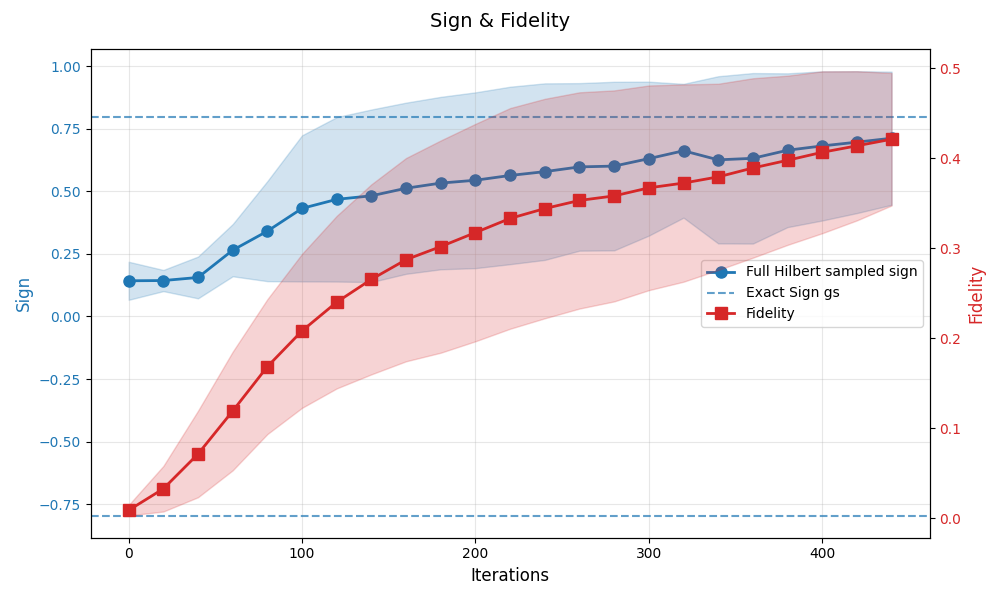 Sign & Fidelity
1.00
0.75
0.50
0.25
0.00
−0.25
−0.50
−0.75
Sign
0.5
0.4
0.3
0.2
0.1
0.0
Fidelity
Full Hilbert sampled sign
Exact Sign gs
Fidelity
0
100
200
300
400
Iterations